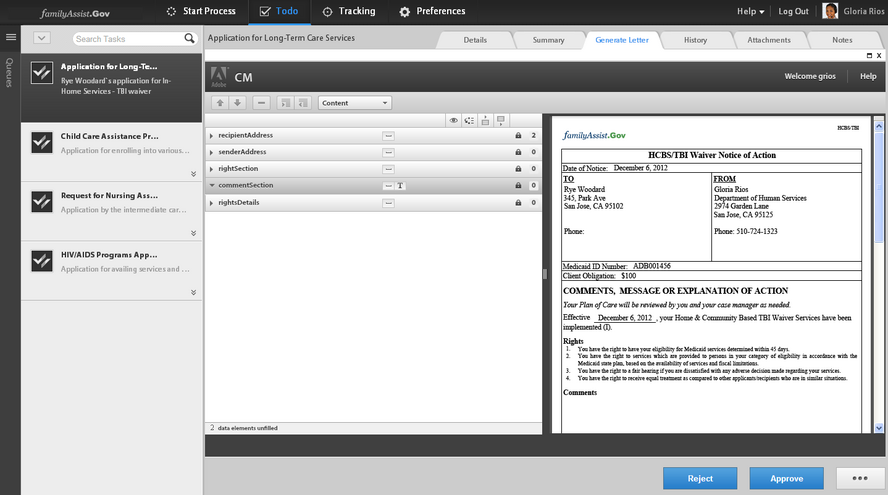 familyAssist.Gov
Start Process
Todo
Tracking
Preferences
Help
Log Out
Gloria Rios
Queues
Search Tasks
Application for Long-Te...
Rye Woodard's application for In-
Home Services - TBI waiver
Child Care Assistance Pr...
Application for enrolling into various...
Request for Nursing Ass...
Application by the intermediate car...
HIV/AIDS Programs App...
Application for availing services and ...
Application for Long-Term Care Services
Details
Summary
Generate Letter
History
Attachments
Notes
Adobe
CM
Welcome grios
Help
Content
recipientAddress 2
senderAddress 0
rightSection 0
commentSection T 0
rightsDetails 0
2 data elements unfilled
HCBS/TBI
familyAssist.Gov
HCBS/TBI Waiver Notice of Action
Date of Notice: December 6, 2012
TO
Rye Woodard
345, Park Ave
San Jose, CA 95102
Phone:
FROM
Gloria Rios
Department of Human Services
2974 Garden Lane
San Jose, CA 95125
Phone: 510-724-1323
Medicaid ID Number: ADB001456
Client Obligation: $100
COMMENTS, MESSAGE OR EXPLANATION OF ACTION
Your Plan of Care will be reviewed by you and your case manager as needed.
Effective December 6, 2012 , your Home & Community Based TBI Waiver Services have been
implemented (I).
Rights
1. You have the right to have your eligibility for Medicaid services determined within 45 days.
2. You have the right to services which are provided to persons in your category of eligibility in accordance with the
Medicaid state plan, based on the availability of services and fiscal limitations.
3. You have the right to a fair hearing if you are dissatisfied with any adverse decision made regarding your services.
4. You have the right to receive equal treatment as compared to other applicants/recipients who are in similar situations.
Comments
Reject
Approve